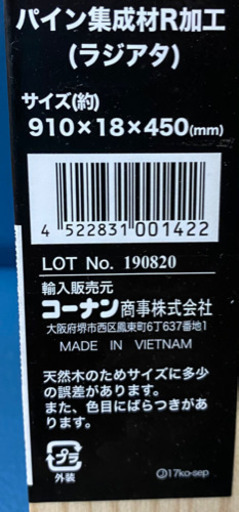 パイン集成材R加工
(ラジアタ)
サイズ(約)
910×18×450(mm)
4 522831 001422
LOT No. 190820
輸入販売元
コーナン商事株式会社
大阪府堺市西区鳳東町6丁637番地1
MADE IN VIETNAM
天然木のためサイズに多少
の誤差があります。
また、色目にばらつきがあ
ります。
プラ
外装
Ⓙ17ko-sep